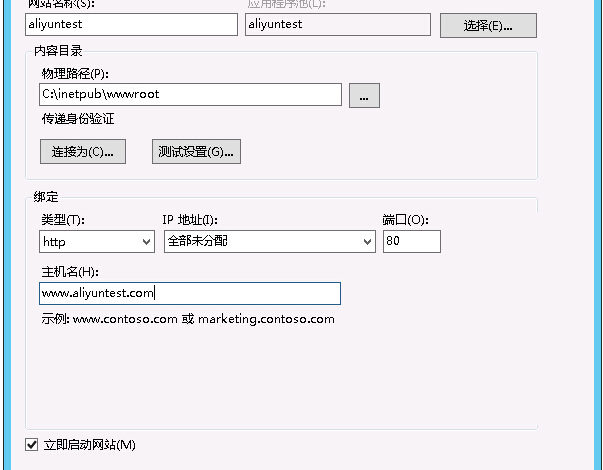 网站名称(S):
应用程序池(L):
aliyuntest
aliyuntest
选择(E)...
内容目录
物理路径(P):
C:\inetpub\wwwroot
...
传递身份验证
连接为(C)...
测试设置(G)...
绑定
类型(T):
IP 地址(I):
端口(O):
http
全部未分配
80
主机名(H):
www.aliyuntest.com
示例: www.contoso.com 或 marketing.contoso.com
立即启动网站(M)